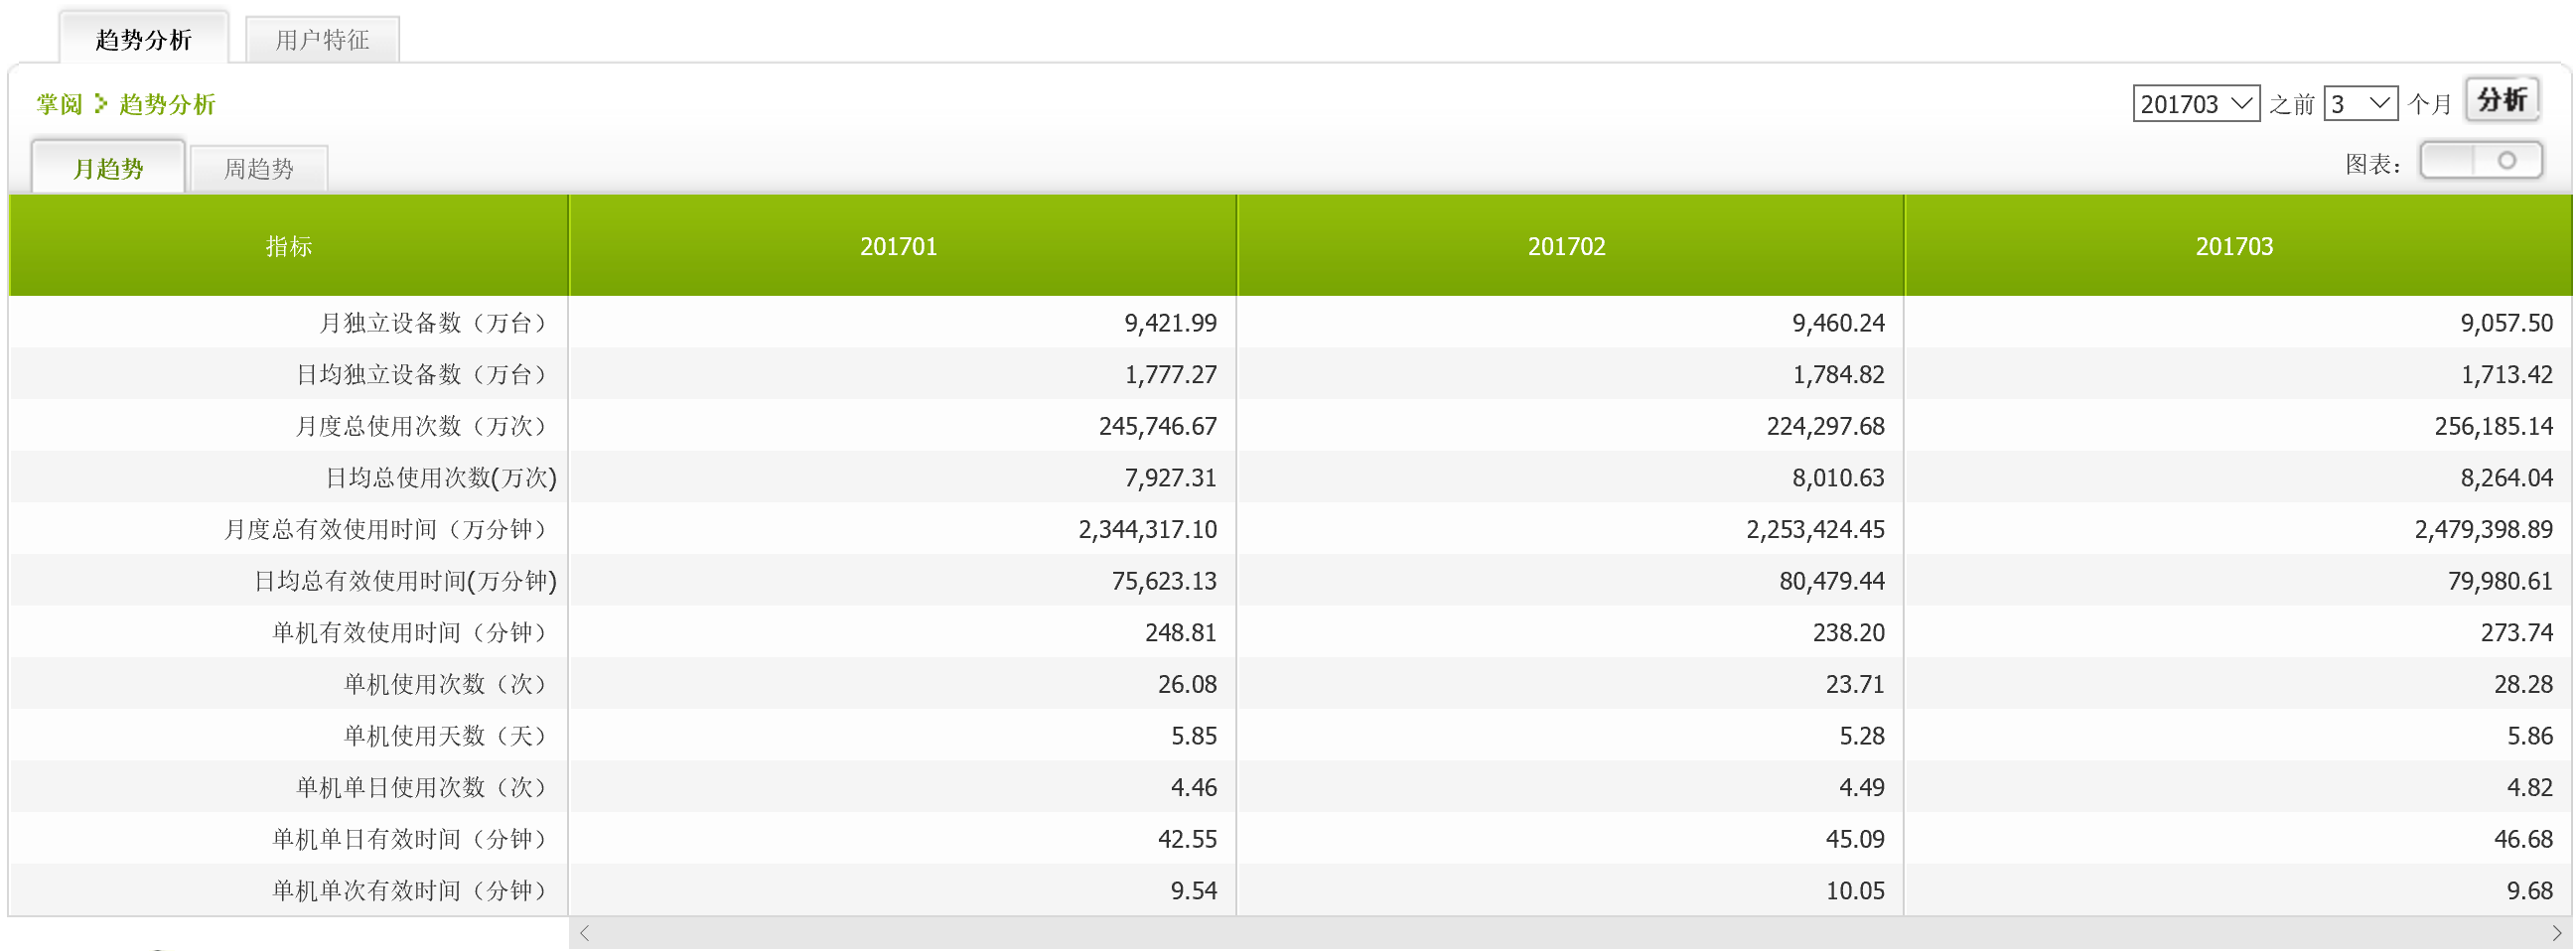 趋势分析 用户特征
掌阅 趋势分析 201703 之前 3 个月 分析
月趋势 周趋势 图表：
指标 201701 201702 201703
月独立设备数（万台） 9,421.99 9,460.24 9,057.50
日均独立设备数（万台） 1,777.27 1,784.82 1,713.42
月度总使用次数（万次） 245,746.67 224,297.68 256,185.14
日均总使用次数(万次) 7,927.31 8,010.63 8,264.04
月度总有效使用时间（万分钟） 2,344,317.10 2,253,424.45 2,479,398.89
日均总有效使用时间(万分钟) 75,623.13 80,479.44 79,980.61
单机有效使用时间（分钟） 248.81 238.20 273.74
单机使用次数（次） 26.08 23.71 28.28
单机使用天数（天） 5.85 5.28 5.86
单机单日使用次数（次） 4.46 4.49 4.82
单机单日有效时间（分钟） 42.55 45.09 46.68
单机单次有效时间（分钟） 9.54 10.05 9.68